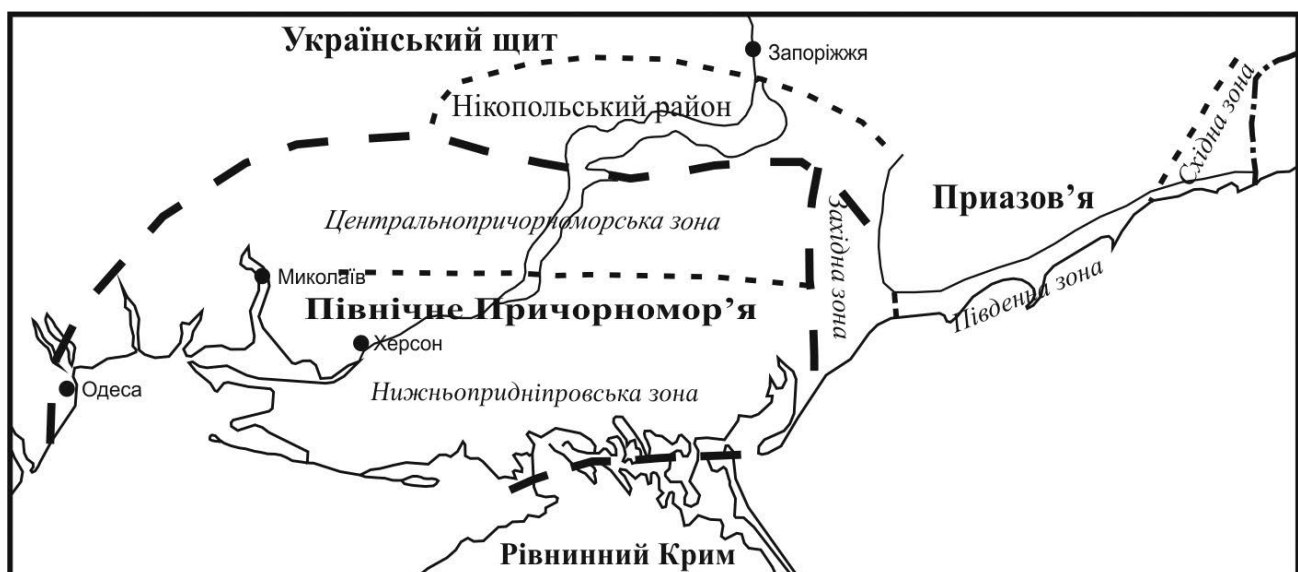 Український щит
Запоріжжя
Нікопольський район
Східна зона
Приазов’я
Центральнопричорноморська зона
Західна зона
Миколаїв
Південна зона
Північне Причорномор’я
Херсон
Одеса
Нижньопридніпровська зона
Рівнинний Крим